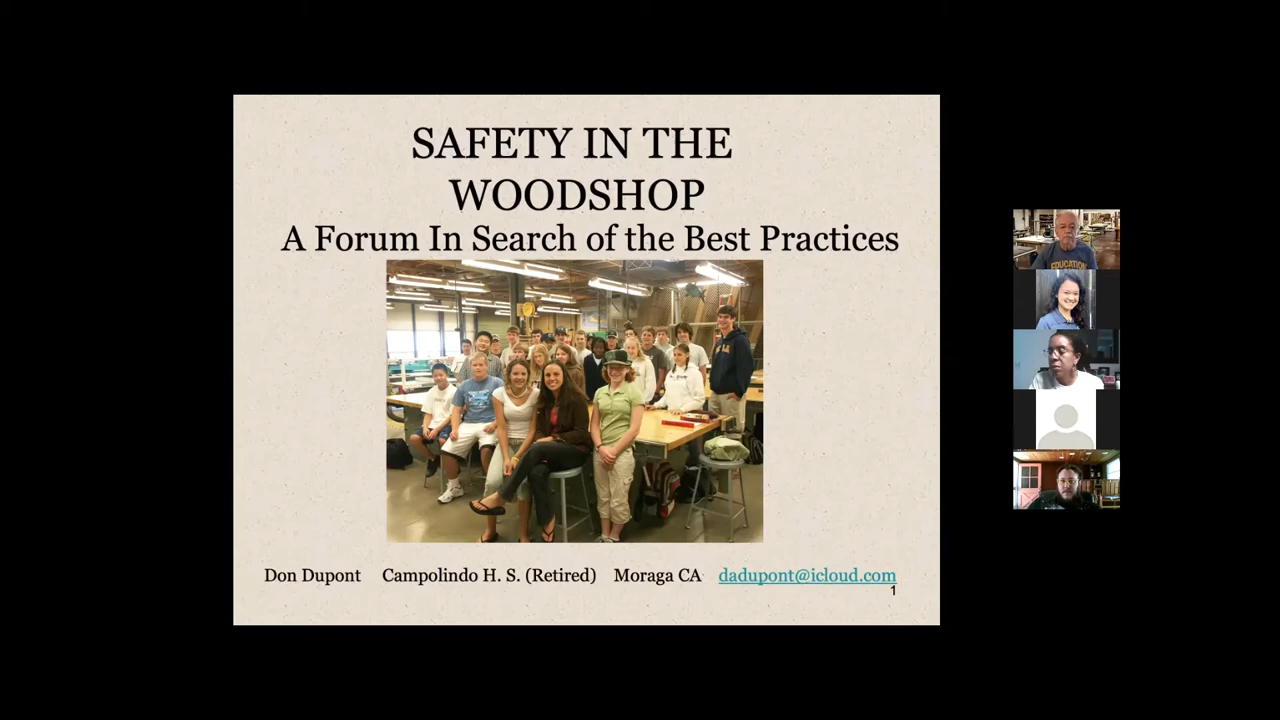 SAFETY IN THE
WOODSHOP
A Forum In Search of the Best Practices
Don Dupont Campolindo H. S. (Retired) Moraga CA dadupont@icloud.com
1
EDUCATION